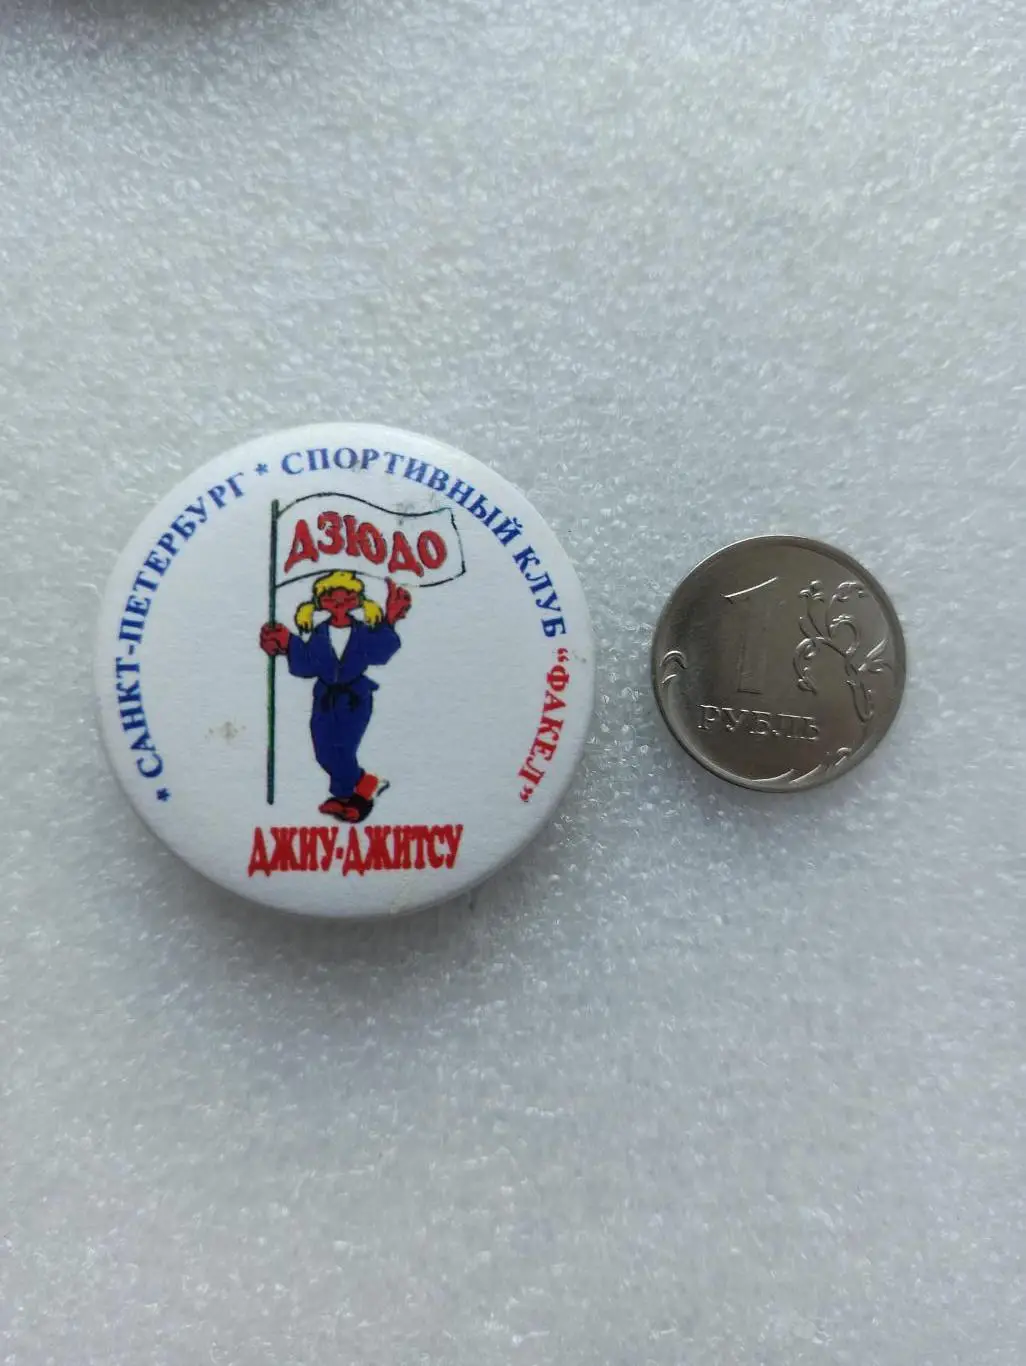 * САНКТ-ПЕТЕРБУРГ * СПОРТИВНЫЙ КЛУБ "ФАКЕЛ"
ДЗЮДО
ДЖИУ-ДЖИТСУ
1
РУБЛЬ